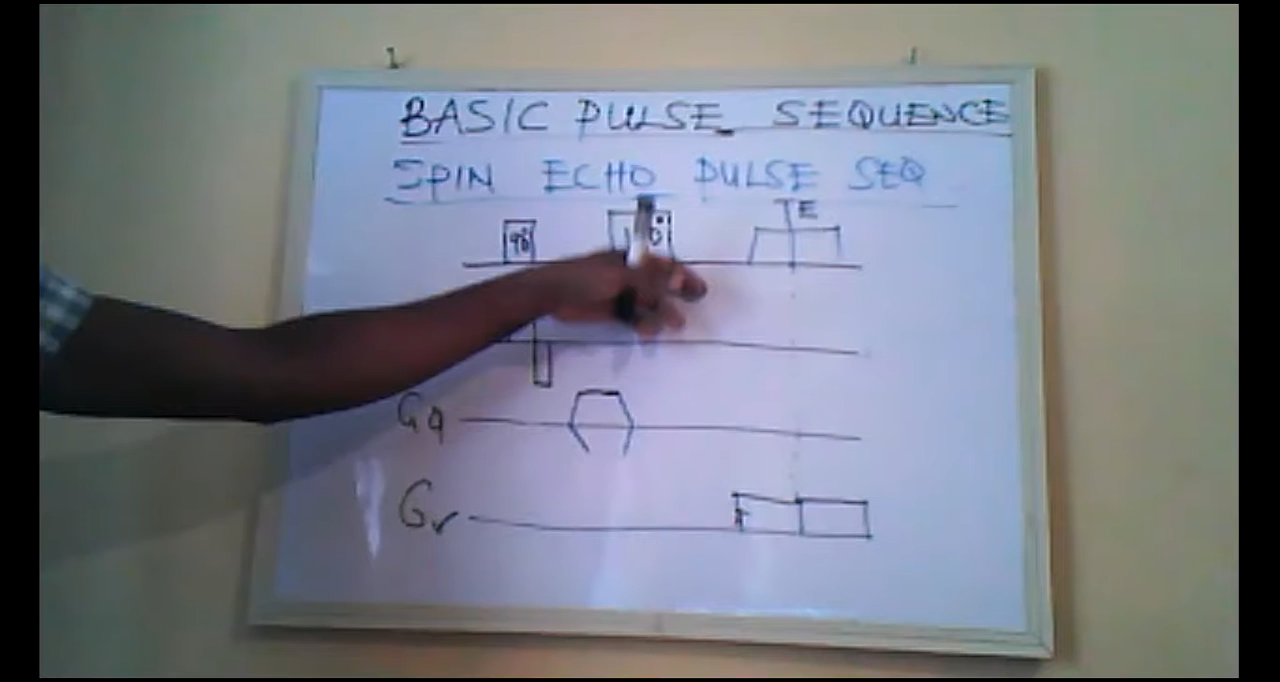 BASIC PULSE SEQUENCE
SPIN ECHO PULSE SEQ
TE
90°
Gφ
Gr